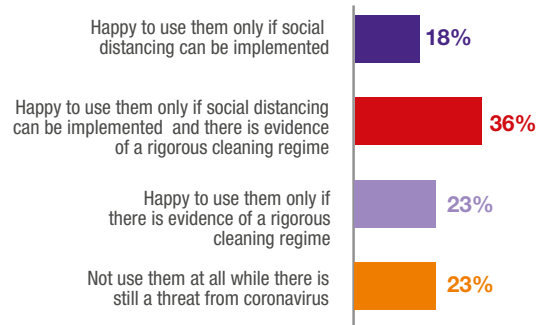 Happy to use them only if social
distancing can be implemented
18%
Happy to use them only if social distancing
can be implemented and there is evidence
of a rigorous cleaning regime
36%
Happy to use them only if
there is evidence of a rigorous
cleaning regime
23%
Not use them at all while there is
still a threat from coronavirus
23%